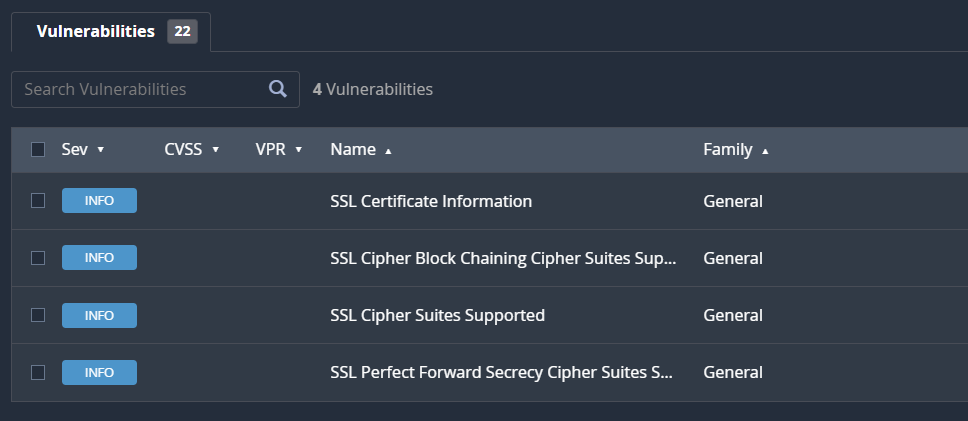 Vulnerabilities 22
Search Vulnerabilities 4 Vulnerabilities
Sev CVSS VPR Name Family
INFO SSL Certificate Information General
INFO SSL Cipher Block Chaining Cipher Suites Sup... General
INFO SSL Cipher Suites Supported General
INFO SSL Perfect Forward Secrecy Cipher Suites S... General